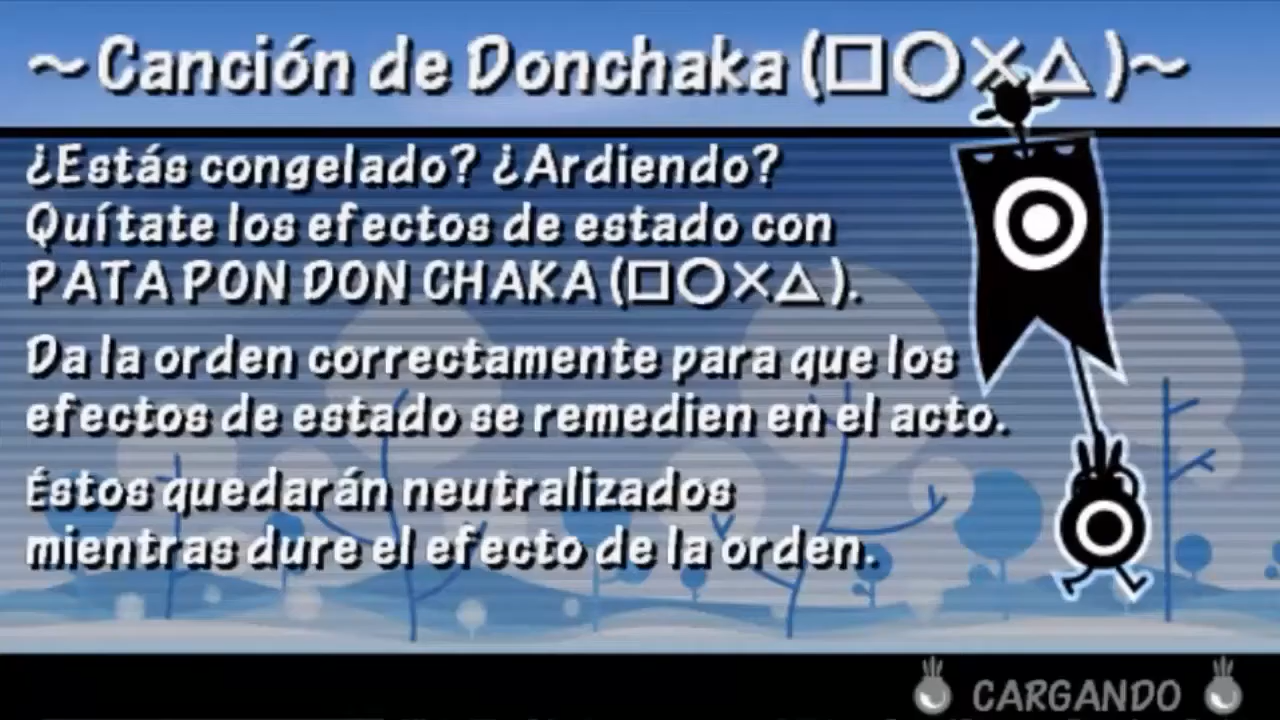 ~Canción de Donchaka (□○×△)~
¿Estás congelado? ¿Ardiendo?
Quítate los efectos de estado con
PATA PON DON CHAKA (□○×△).
Da la orden correctamente para que los
efectos de estado se remedien en el acto.
Éstos quedarán neutralizados
mientras dure el efecto de la orden.
CARGANDO